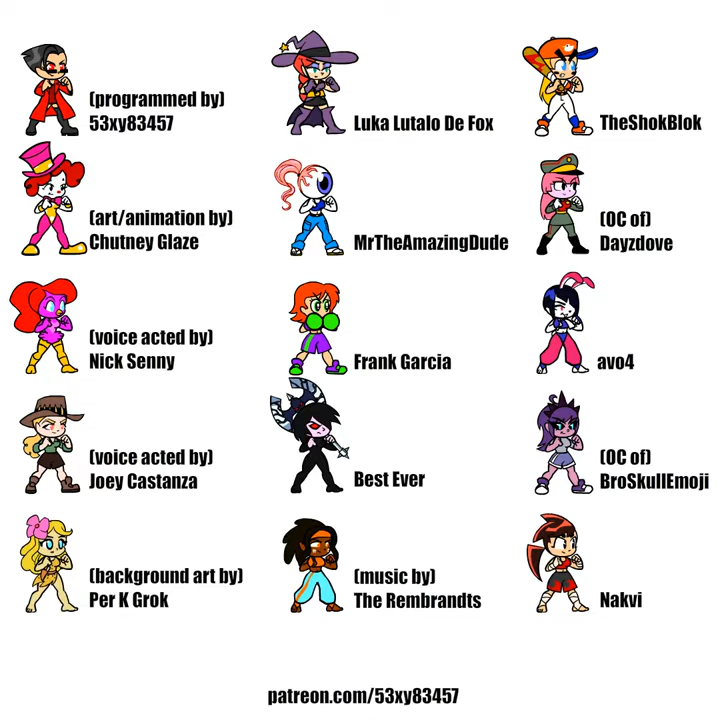 (programmed by)
53xy83457
Luka Lutalo De Fox
TheShokBlok
(art/animation by)
Chutney Glaze
MrTheAmazingDude
(OC of)
Dayzdove
(voice acted by)
Nick Senny
Frank Garcia
avo4
(voice acted by)
Joey Castanza
Best Ever
(OC of)
BroSkullEmoji
(background art by)
Per K Grok
(music by)
The Rembrandts
Nakvi
patreon.com/53xy83457